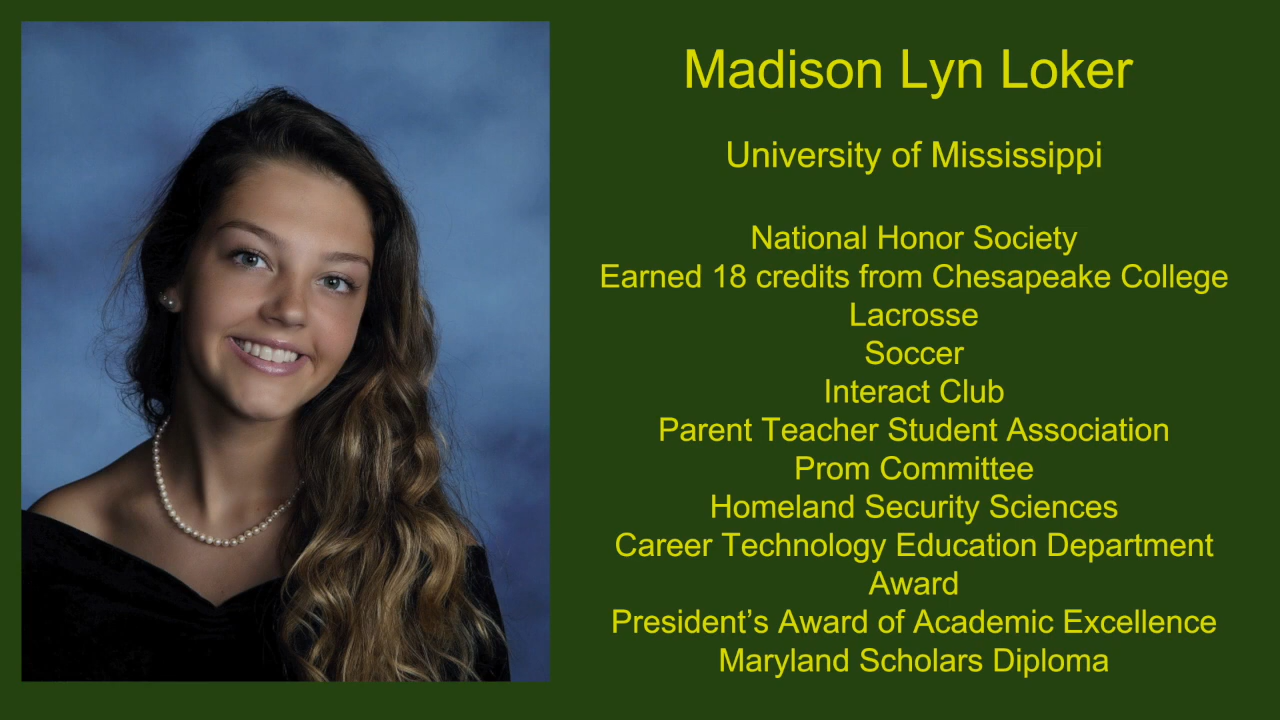 Madison Lyn Loker
University of Mississippi
National Honor Society
Earned 18 credits from Chesapeake College
Lacrosse
Soccer
Interact Club
Parent Teacher Student Association
Prom Committee
Homeland Security Sciences
Career Technology Education Department
Award
President’s Award of Academic Excellence
Maryland Scholars Diploma